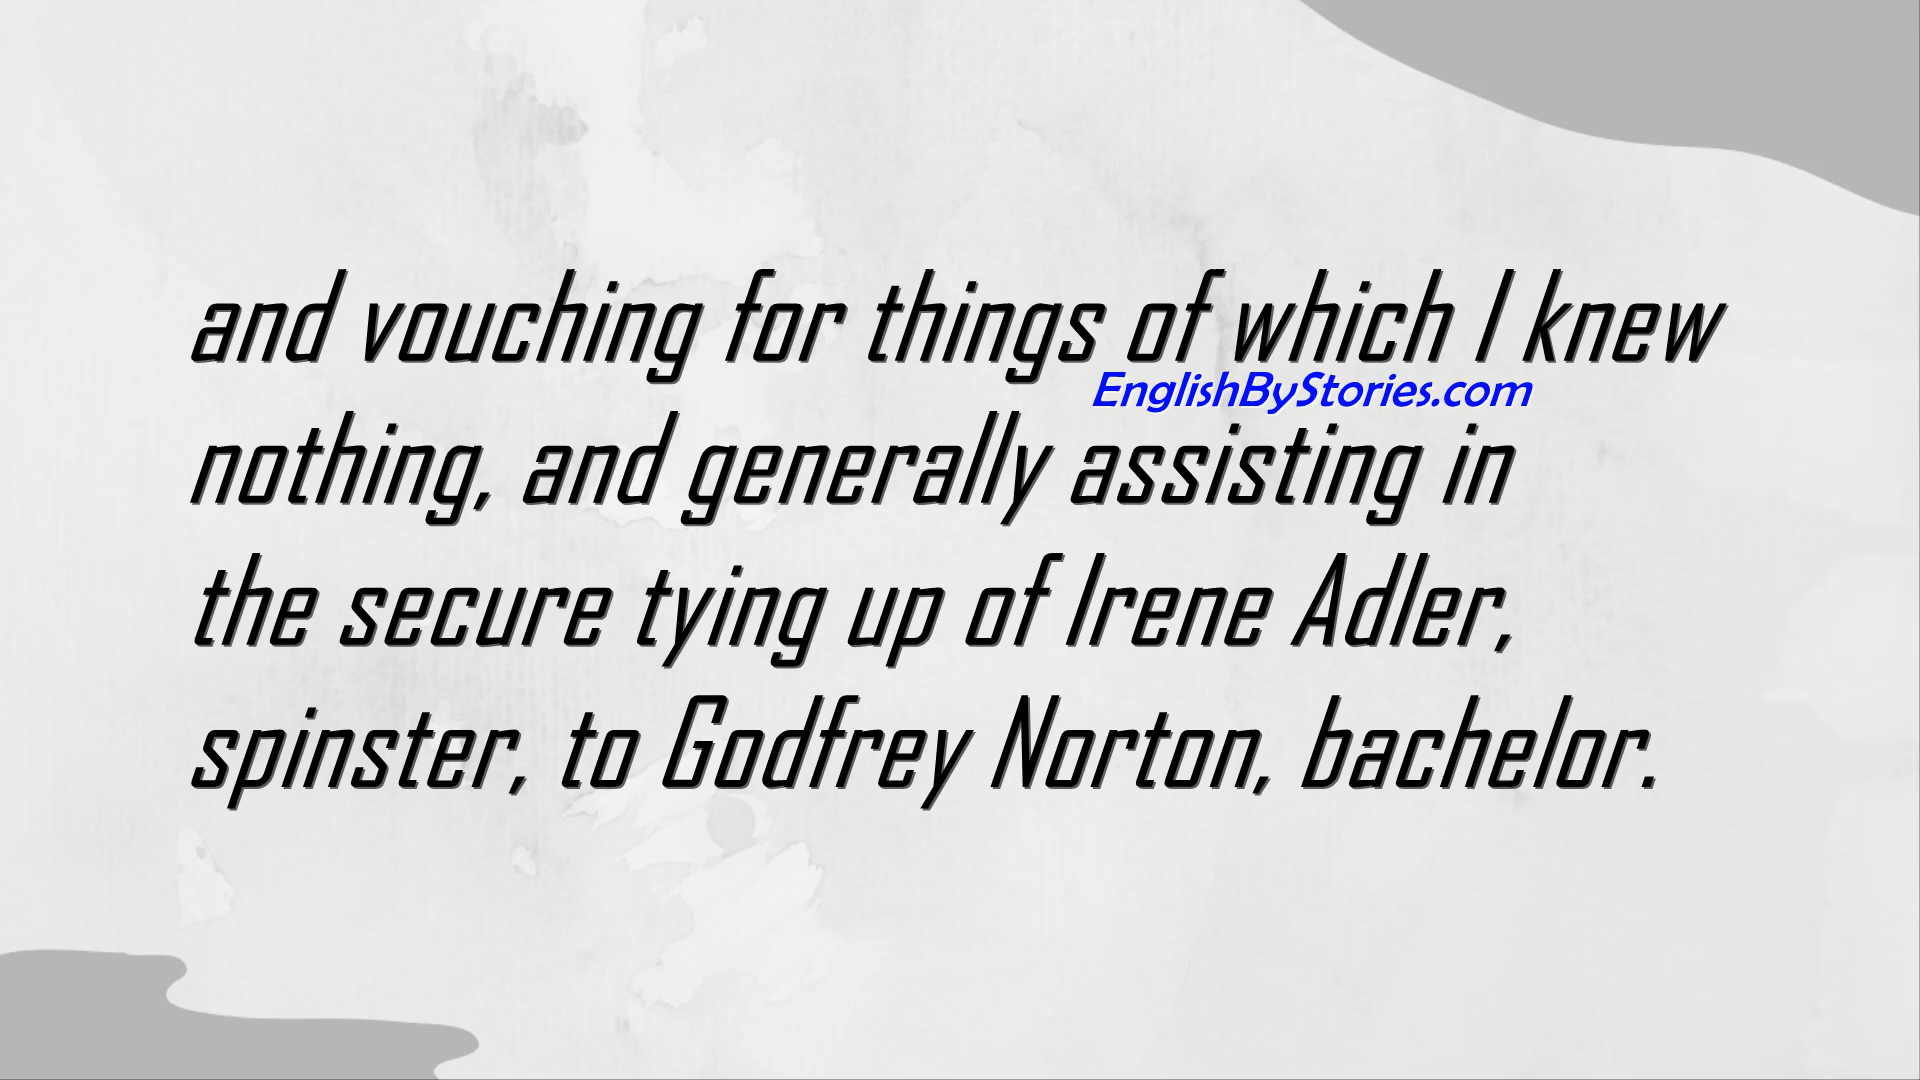 and vouching for things of which I knew
EnglishByStories.com
nothing, and generally assisting in
the secure tying up of Irene Adler,
spinster, to Godfrey Norton, bachelor.